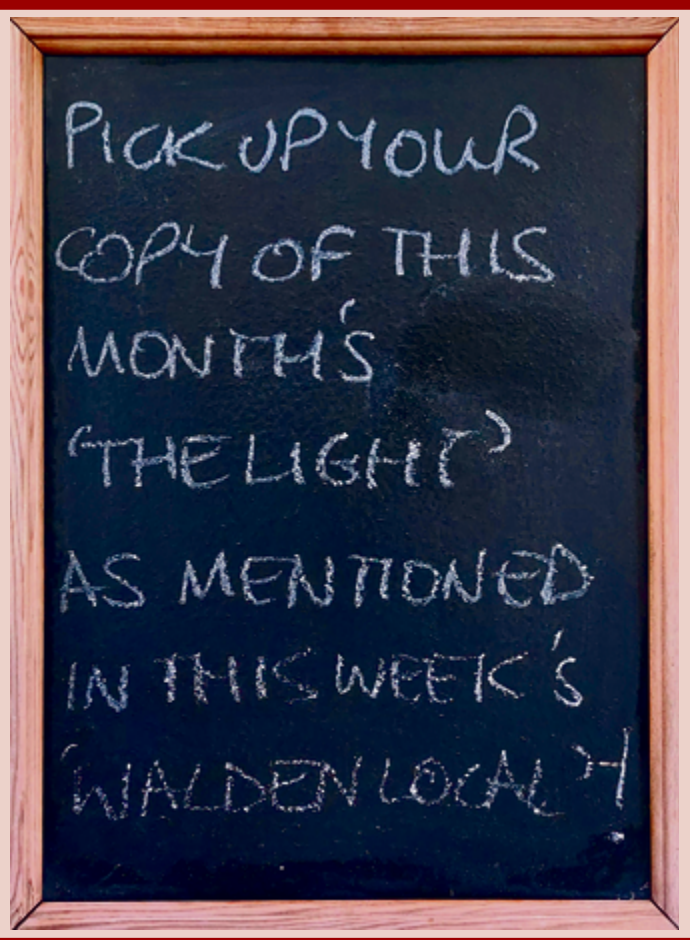 PICK UP YOUR
COPY OF THIS
MONTH'S
'THE LIGHT'
AS MENTIONED
IN THIS WEEK'S
'WALDEN LOCAL'!